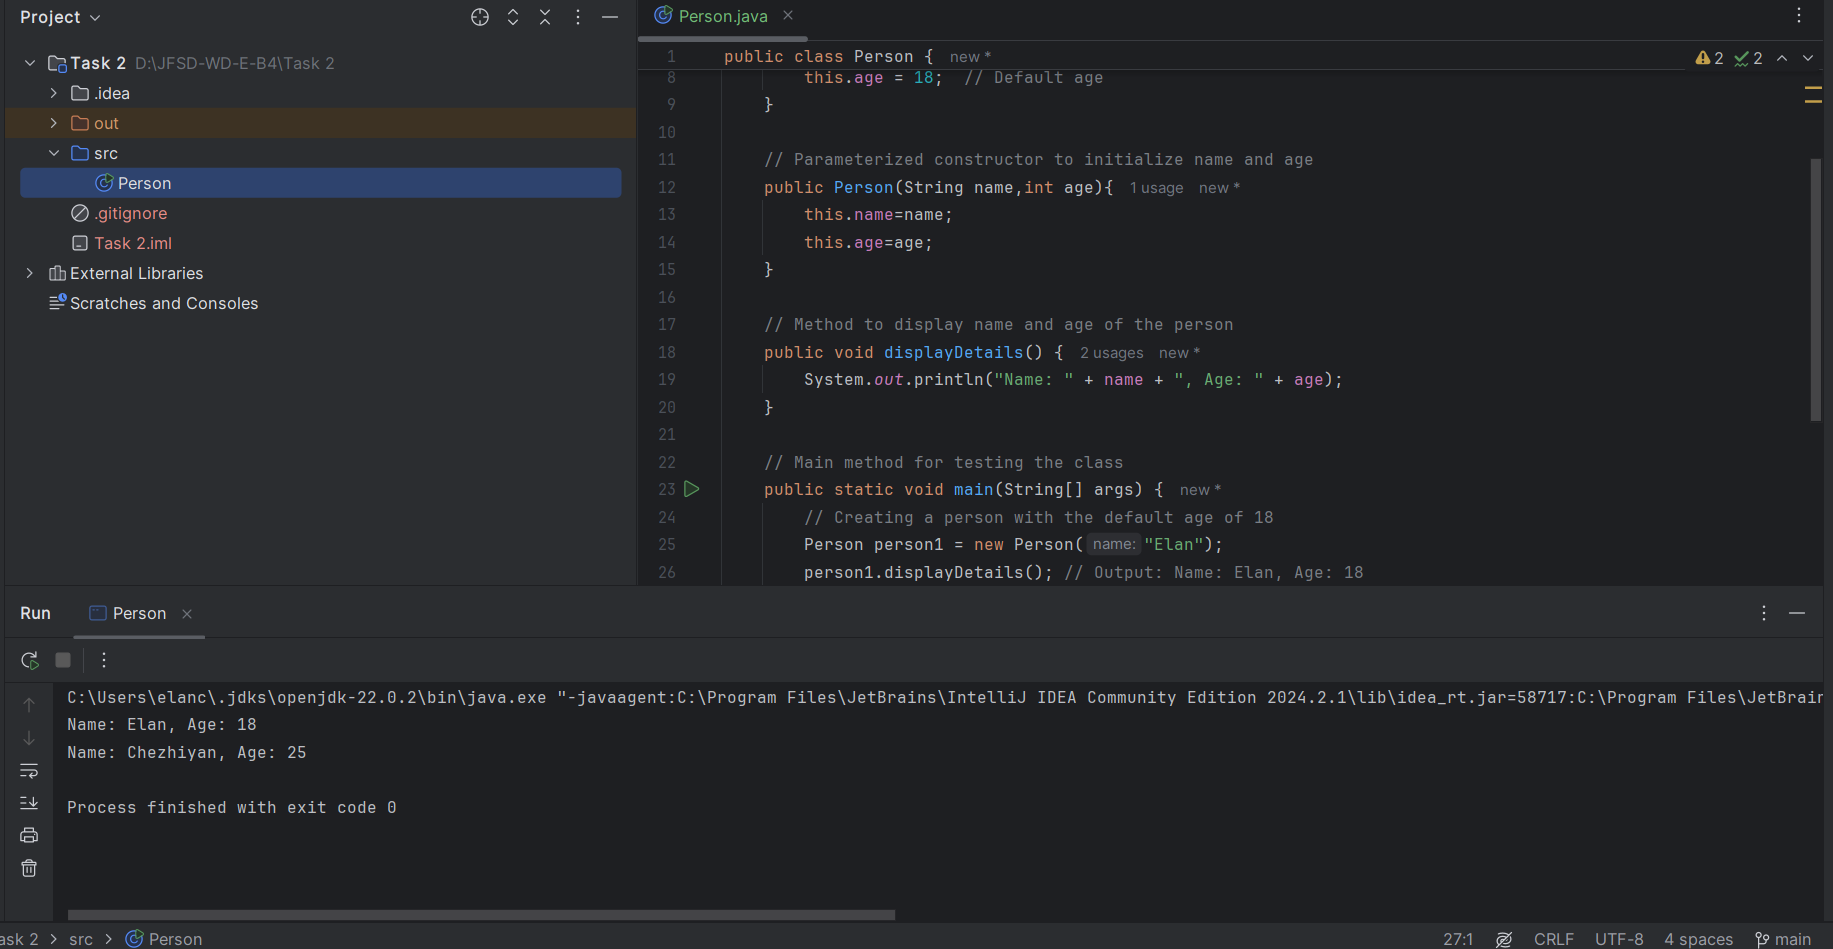 Project
Task 2 D:\JFSD-WD-E-B4\Task 2
.idea
out
src
Person
.gitignore
Task 2.iml
External Libraries
Scratches and Consoles
Person.java
1 public class Person { new *
2 2
8 this.age = 18; // Default age
9 }
10
11 // Parameterized constructor to initialize name and age
12 public Person(String name,int age){ 1 usage new *
13 this.name=name;
14 this.age=age;
15 }
16
17 // Method to display name and age of the person
18 public void displayDetails() { 2 usages new *
19 System.out.println("Name: " + name + ", Age: " + age);
20 }
21
22 // Main method for testing the class
23 public static void main(String[] args) { new *
24 // Creating a person with the default age of 18
25 Person person1 = new Person( name: "Elan");
26 person1.displayDetails(); // Output: Name: Elan, Age: 18
Run Person
C:\Users\elanc\.jdks\openjdk-22.0.2\bin\java.exe "-javaagent:C:\Program Files\JetBrains\IntelliJ IDEA Community Edition 2024.2.1\lib\idea_rt.jar=58717:C:\Program Files\JetBrain
Name: Elan, Age: 18
Name: Chezhiyan, Age: 25
Process finished with exit code 0
ask 2 > src > Person 27:1 CRLF UTF-8 4 spaces main